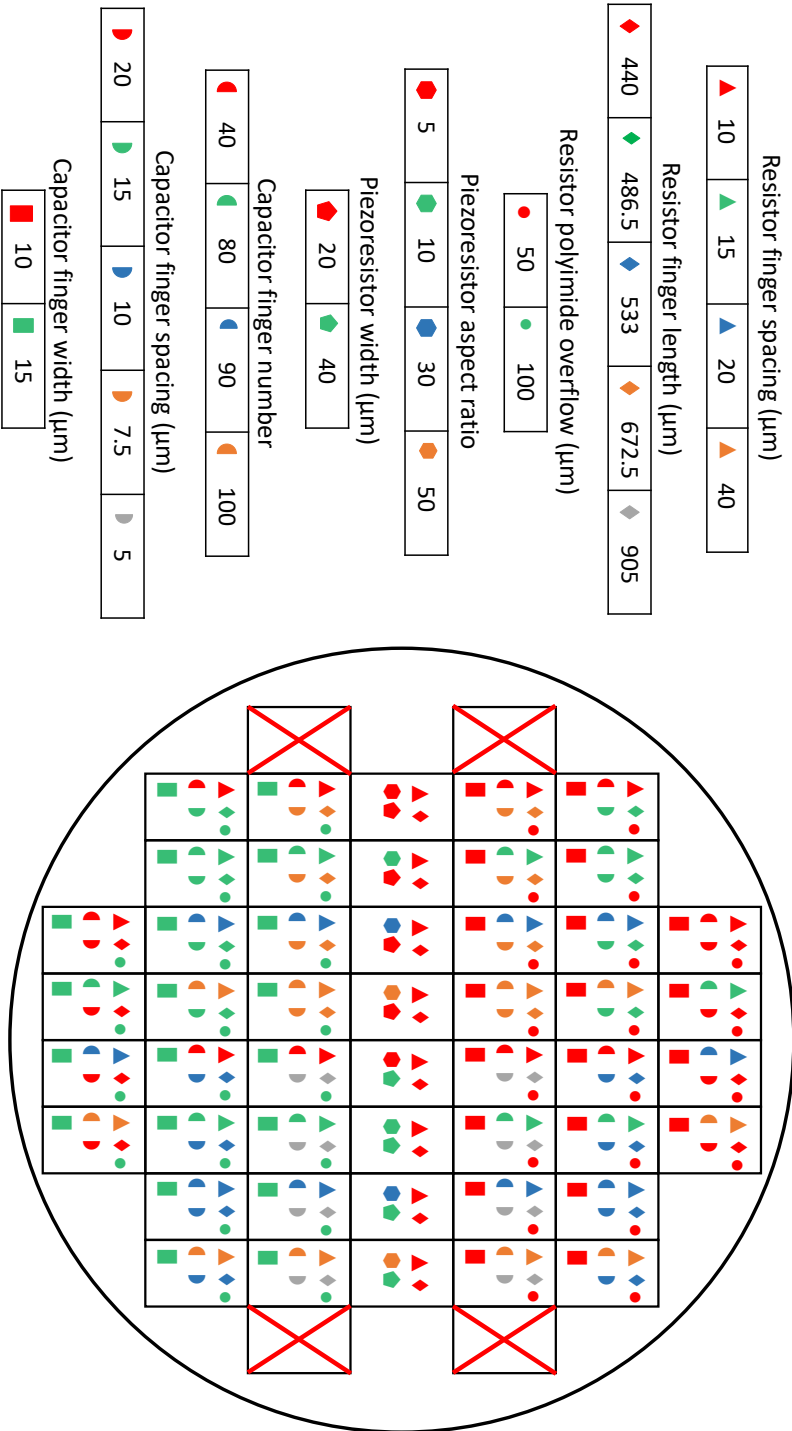 Resistor finger spacing (μm)
10 15 20 40
Resistor finger length (μm)
440 486.5 533 672.5 905
Resistor polyimide overflow (μm)
50 100
Piezoresistor aspect ratio
5 10 30 50
Piezoresistor width (μm)
20 40
Capacitor finger number
40 80 90 100
Capacitor finger spacing (μm)
20 15 10 7.5 5
Capacitor finger width (μm)
10 15